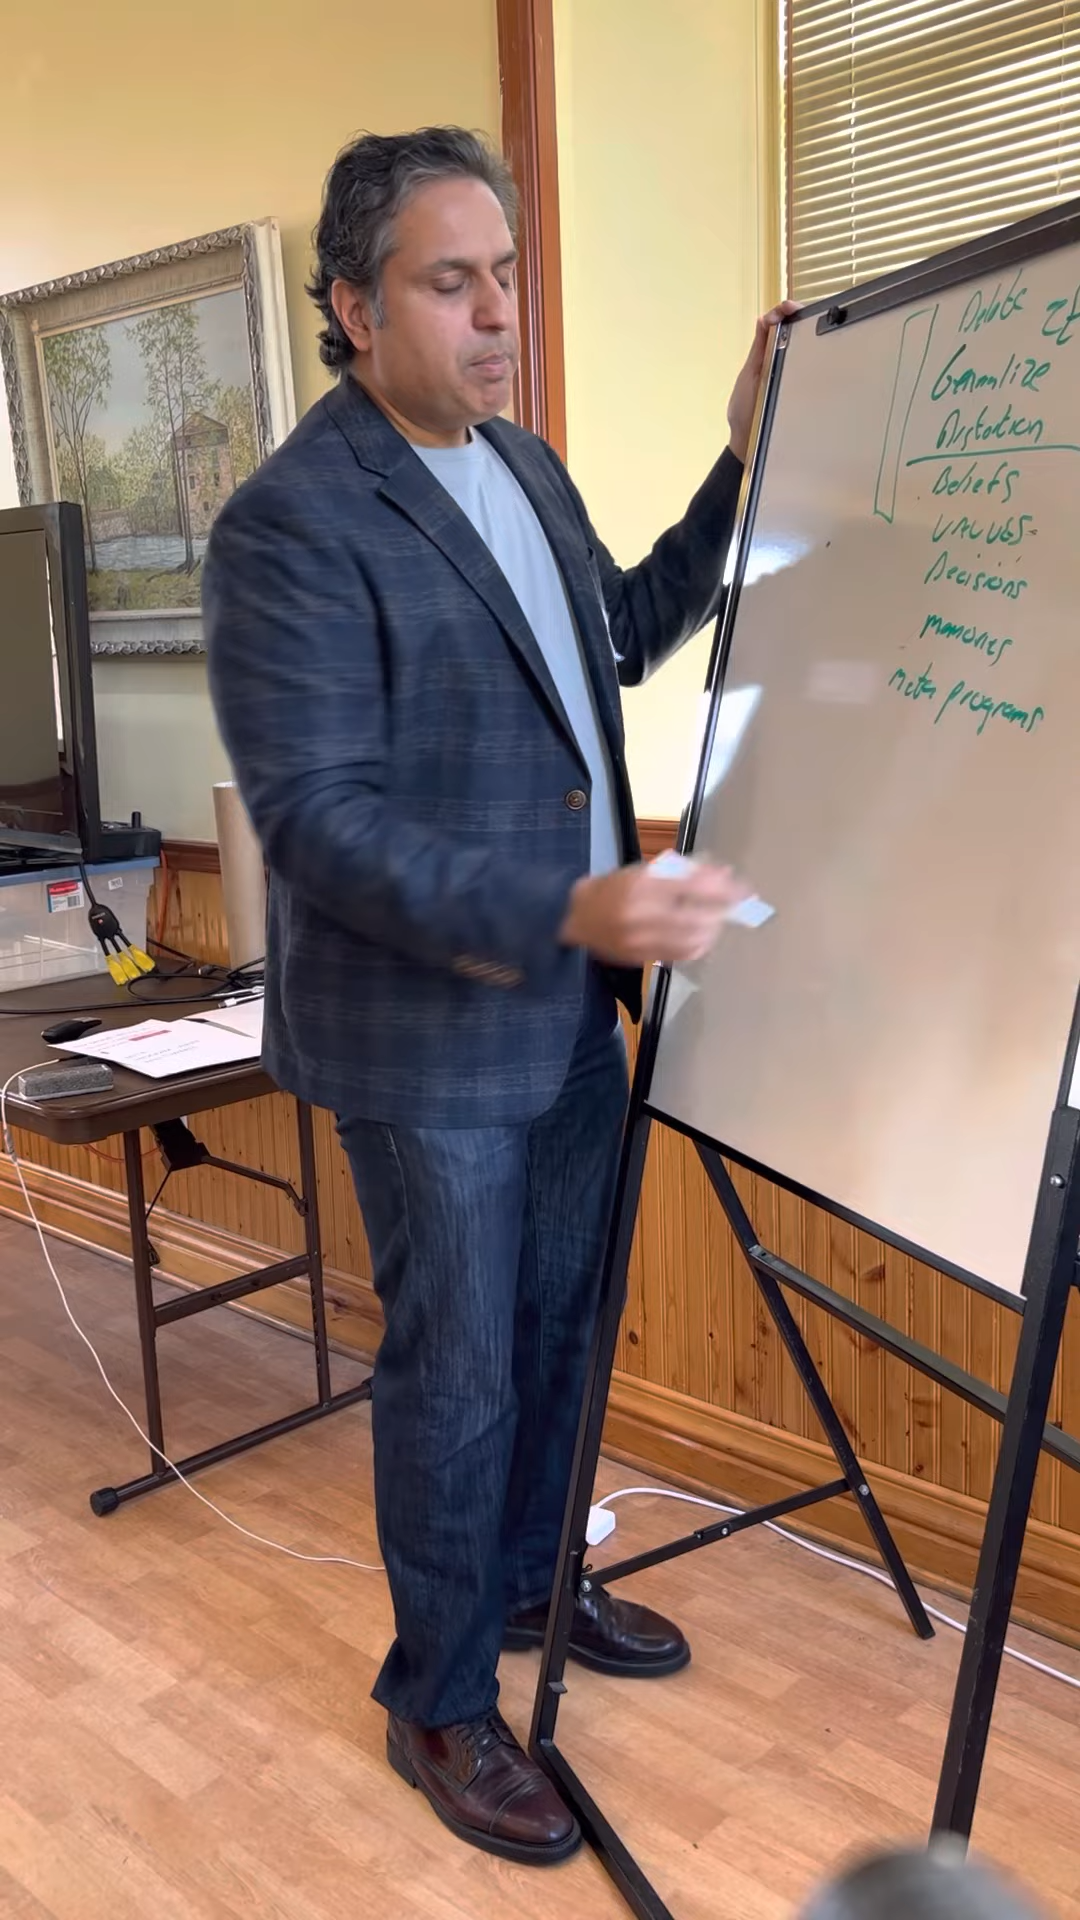 Delete
Generalize
Distortion
Beliefs
VALUES
Decisions
memories
meta programs